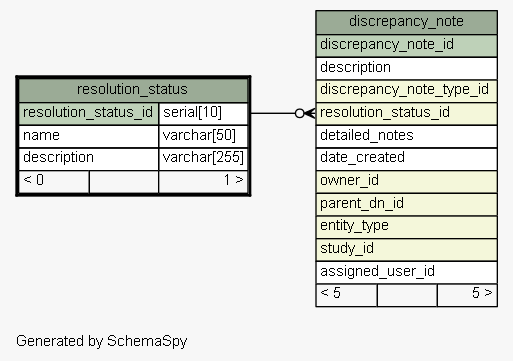 resolution_status
resolution_status_id serial[10]
name varchar[50]
description varchar[255]
< 0 1 >
discrepancy_note
discrepancy_note_id
description
discrepancy_note_type_id
resolution_status_id
detailed_notes
date_created
owner_id
parent_dn_id
entity_type
study_id
assigned_user_id
< 5 5 >
Generated by SchemaSpy